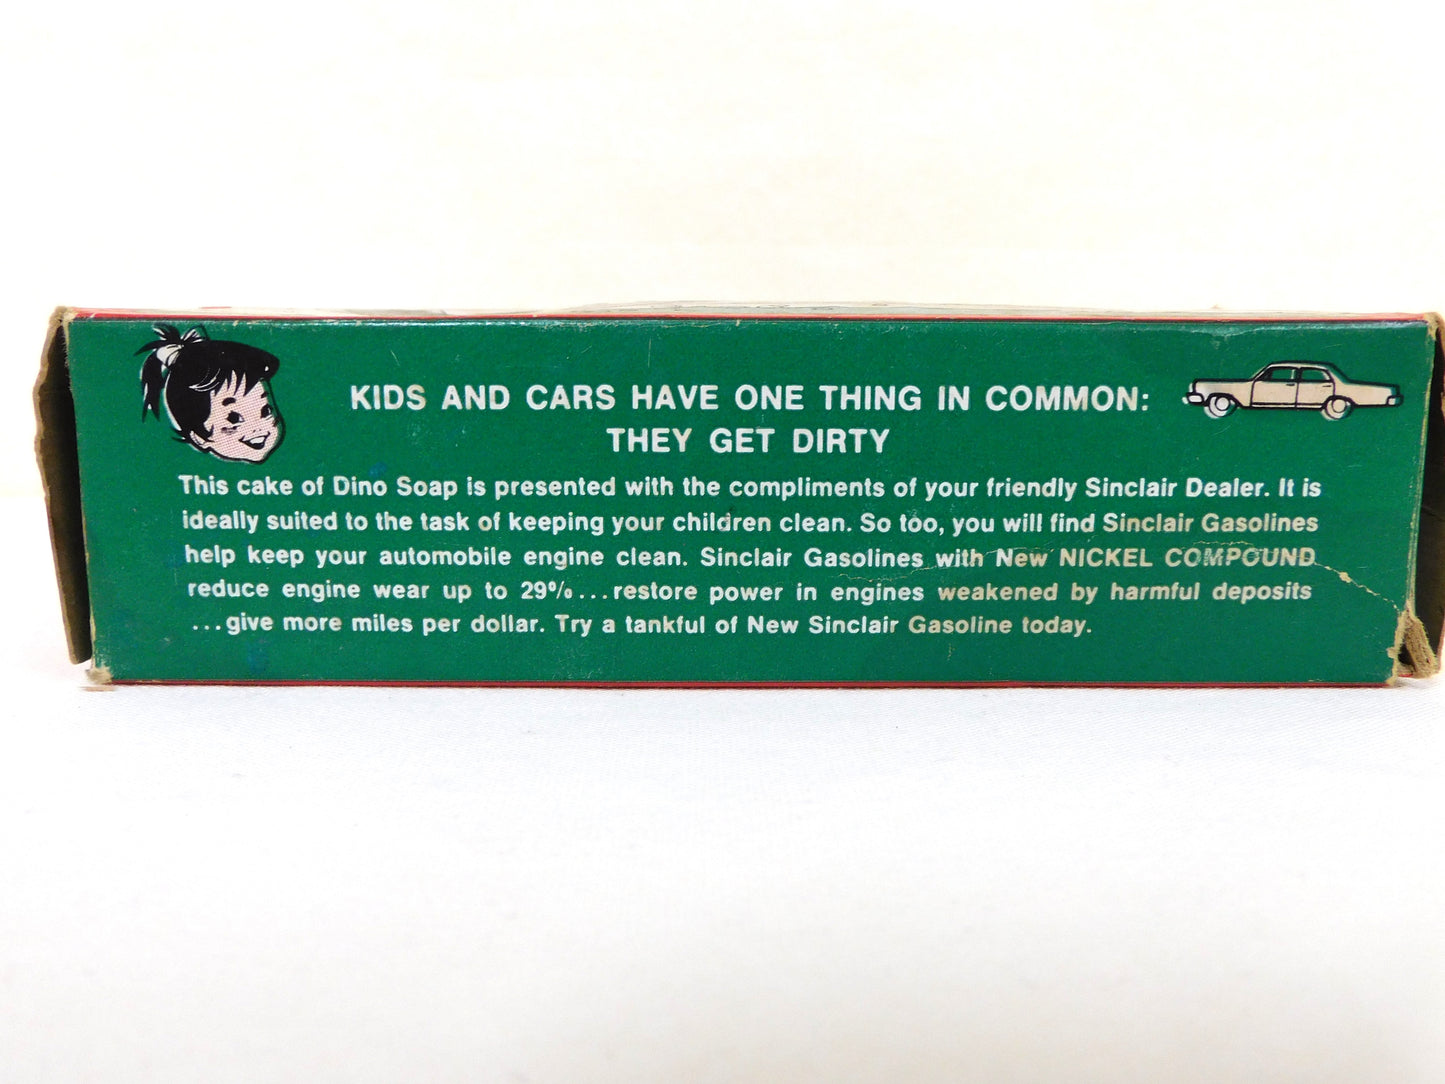 KIDS AND CARS HAVE ONE THING IN COMMON:
THEY GET DIRTY
This cake of Dino Soap is presented with the compliments of your friendly Sinclair Dealer. It is
ideally suited to the task of keeping your children clean. So too, you will find Sinclair Gasolines
help keep your automobile engine clean. Sinclair Gasolines with New NICKEL COMPOUND
reduce engine wear up to 29%...restore power in engines weakened by harmful deposits
...give more miles per dollar. Try a tankful of New Sinclair Gasoline today.